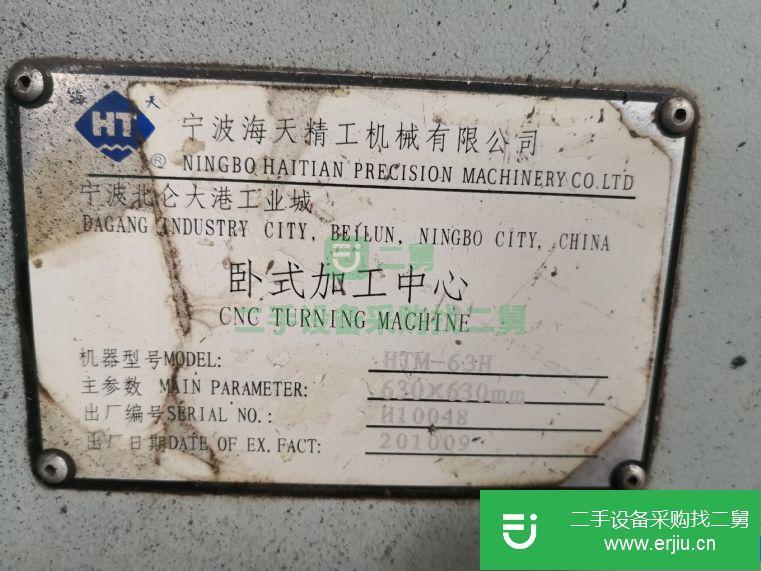 海 天
HT
®
宁波海天精工机械有限公司
NINGBO HAITIAN PRECISION MACHINERY CO.LTD
宁波北仑大港工业城
DAGANG INDUSTRY CITY, BEILUN, NINGBO CITY, CHINA
二舅
卧式加工中心
CNC TURNING MACHINE
二手设备采购找二舅
机器型号MODEL: HTM-63H
主参数 MAIN PARAMETER: 630×630mm
出厂编号SERIAL NO.: H10048
出厂日期DATE OF EX. FACT: 201009
二手设备采购找二舅
www.erjiu.cn